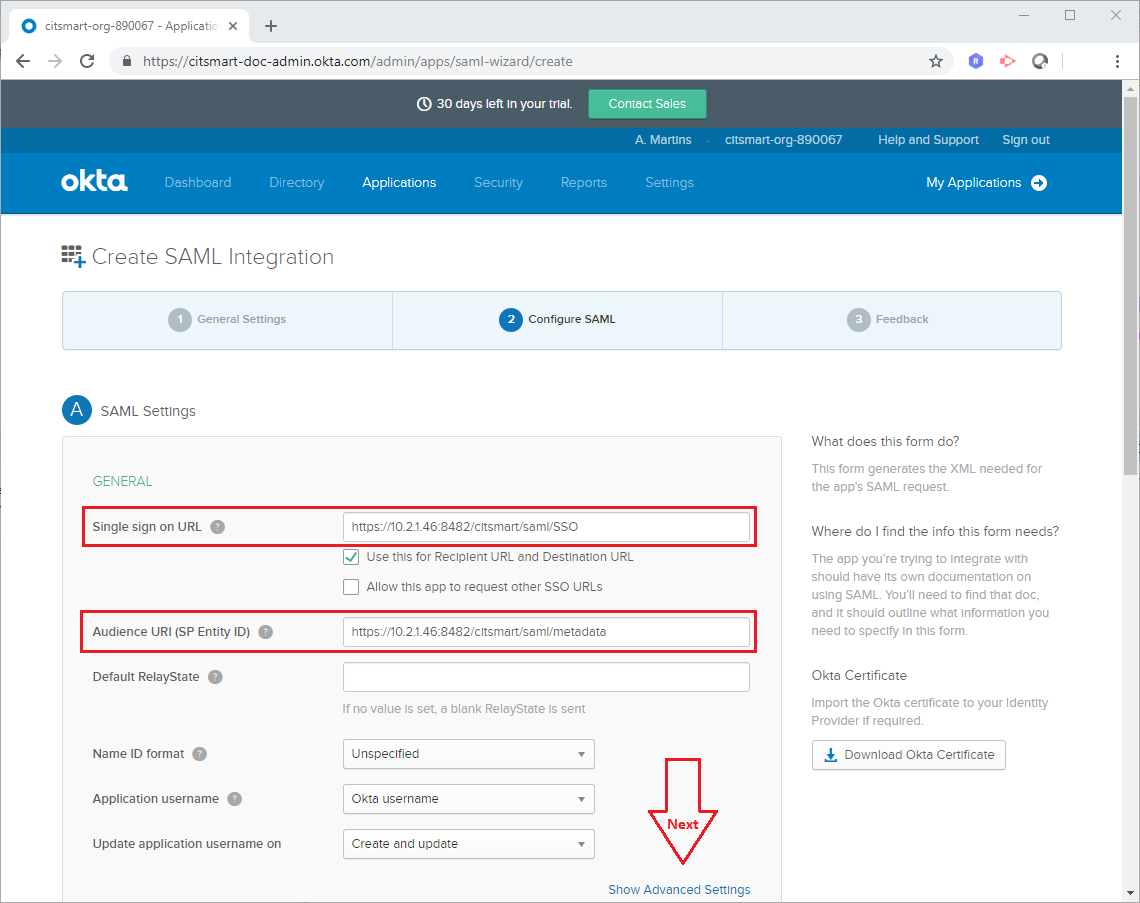 citsmart-org-890067 - Applicatio
https://citsmart-doc-admin.okta.com/admin/apps/saml-wizard/create
R
30 days left in your trial. Contact Sales
A. Martins · citsmart-org-890067 Help and Support Sign out
okta Dashboard Directory Applications Security Reports Settings My Applications
Create SAML Integration
1 General Settings 2 Configure SAML 3 Feedback
A SAML Settings
GENERAL
Single sign on URL ? https://10.2.1.46:8482/citsmart/saml/SSO
Use this for Recipient URL and Destination URL
Allow this app to request other SSO URLs
Audience URI (SP Entity ID) ? https://10.2.1.46:8482/citsmart/saml/metadata
Default RelayState ?
If no value is set, a blank RelayState is sent
Name ID format ? Unspecified
Application username ? Okta username
Update application username on Create and update
Next
Show Advanced Settings
What does this form do?
This form generates the XML needed for
the app's SAML request.
Where do I find the info this form needs?
The app you're trying to integrate with
should have its own documentation on
using SAML. You'll need to find that doc,
and it should outline what information you
need to specify in this form.
Okta Certificate
Import the Okta certificate to your Identity
Provider if required.
Download Okta Certificate